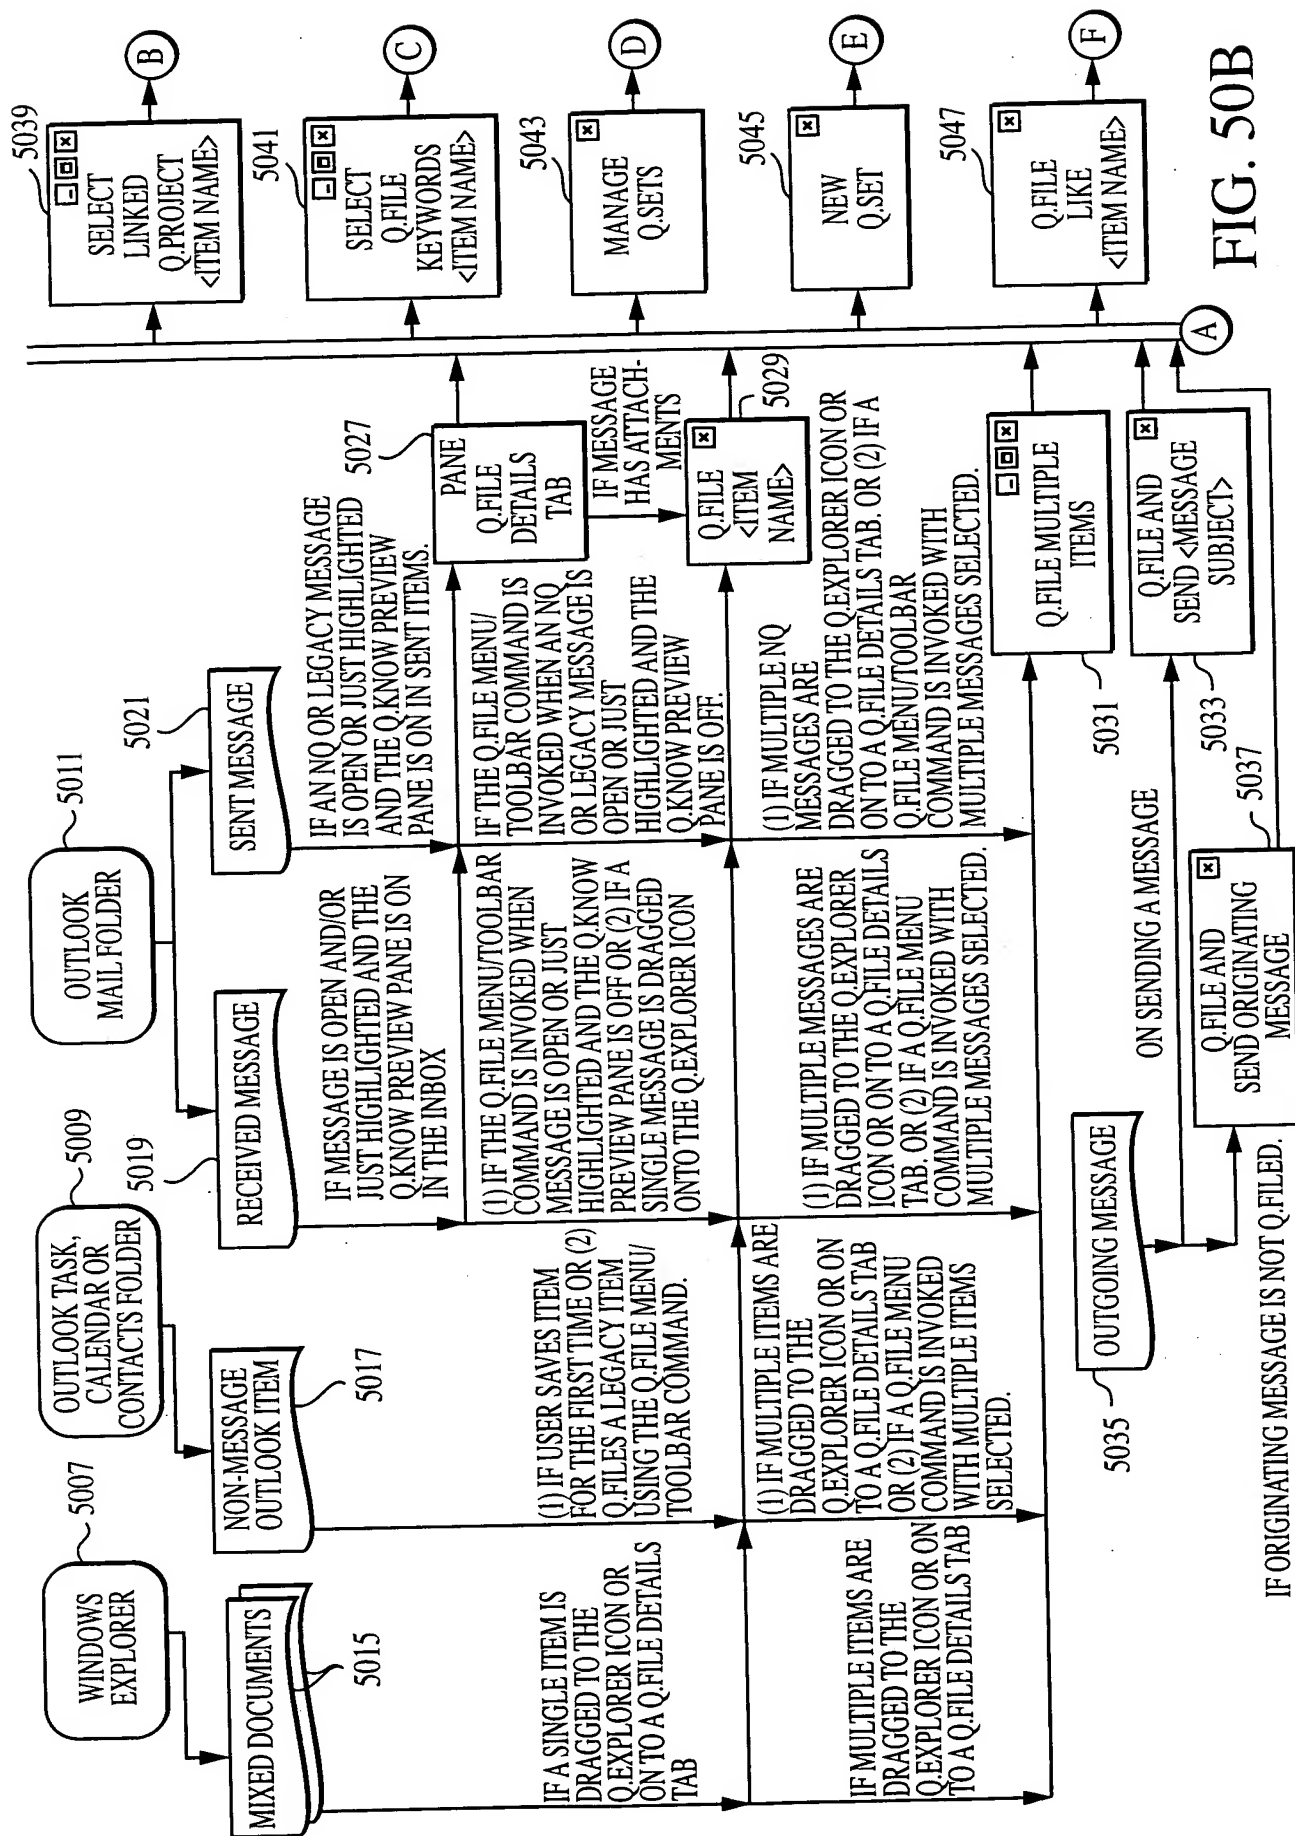 5007
WINDOWS
EXPLORER
5009
OUTLOOK TASK,
CALENDAR OR
CONTACTS FOLDER
5011
OUTLOOK
MAIL FOLDER
MIXED DOCUMENTS
5015
NON-MESSAGE
OUTLOOK ITEM
5017
5019
RECEIVED MESSAGE
5021
SENT MESSAGE
IF MESSAGE IS OPEN AND/OR
JUST HIGHLIGHTED AND THE
Q.KNOW PREVIEW PANE IS ON
IN THE INBOX
IF AN NQ OR LEGACY MESSAGE
IS OPEN OR JUST HIGHLIGHTED
AND THE Q.KNOW PREVIEW
PANE IS ON IN SENT ITEMS.
5027
PANE
Q.FILE
DETAILS
TAB
IF A SINGLE ITEM IS
DRAGGED TO THE
Q.EXPLORER ICON OR
ON TO A Q.FILE DETAILS
TAB
(1) IF USER SAVES ITEM
FOR THE FIRST TIME OR (2)
Q.FILES A LEGACY ITEM
USING THE Q.FILE MENU/
TOOLBAR COMMAND.
(1) IF THE Q.FILE MENU/TOOLBAR
COMMAND IS INVOKED WHEN
MESSAGE IS OPEN OR JUST
HIGHLIGHTED AND THE Q.KNOW
PREVIEW PANE IS OFF OR (2) IF A
SINGLE MESSAGE IS DRAGGED
ONTO THE Q.EXPLORER ICON
IF THE Q.FILE MENU/
TOOLBAR COMMAND IS
INVOKED WHEN AN NQ
OR LEGACY MESSAGE IS
OPEN OR JUST
HIGHLIGHTED AND THE
Q.KNOW PREVIEW
PANE IS OFF.
IF MESSAGE
HAS ATTACH-
MENTS
Q.FILE
<ITEM
NAME>
5029
IF MULTIPLE ITEMS ARE
DRAGGED TO THE
Q.EXPLORER ICON OR ON
TO A Q.FILE DETAILS TAB
(1) IF MULTIPLE ITEMS ARE
DRAGGED TO THE
Q.EXPLORER ICON OR ON
TO A Q.FILE DETAILS TAB
OR (2) IF A Q.FILE MENU
COMMAND IS INVOKED
WITH MULTIPLE ITEMS
SELECTED.
(1) IF MULTIPLE MESSAGES ARE
DRAGGED TO THE Q.EXPLORER
ICON OR ON TO A Q.FILE DETAILS
TAB. OR (2) IF A Q.FILE MENU
COMMAND IS INVOKED WITH
MULTIPLE MESSAGES SELECTED.
(1) IF MULTIPLE NQ
MESSAGES ARE
DRAGGED TO THE Q.EXPLORER ICON OR
ON TO A Q.FILE DETAILS TAB. OR (2) IF A
Q.FILE MENU/TOOLBAR
COMMAND IS INVOKED WITH
MULTIPLE MESSAGES SELECTED.
Q.FILE MULTIPLE
ITEMS
5031
5035
OUTGOING MESSAGE
ON SENDING A MESSAGE
Q.FILE AND
SEND <MESSAGE
SUBJECT>
5033
IF ORIGINATING MESSAGE IS NOT Q.FILED.
Q.FILE AND
SEND ORIGINATING
MESSAGE
5037
A
5039
SELECT
LINKED
Q.PROJECT
<ITEM NAME>
B
5041
SELECT
Q.FILE
KEYWORDS
<ITEM NAME>
C
5043
MANAGE
Q.SETS
D
5045
NEW
Q.SET
E
5047
Q.FILE
LIKE
<ITEM NAME>
F
FIG. 50B